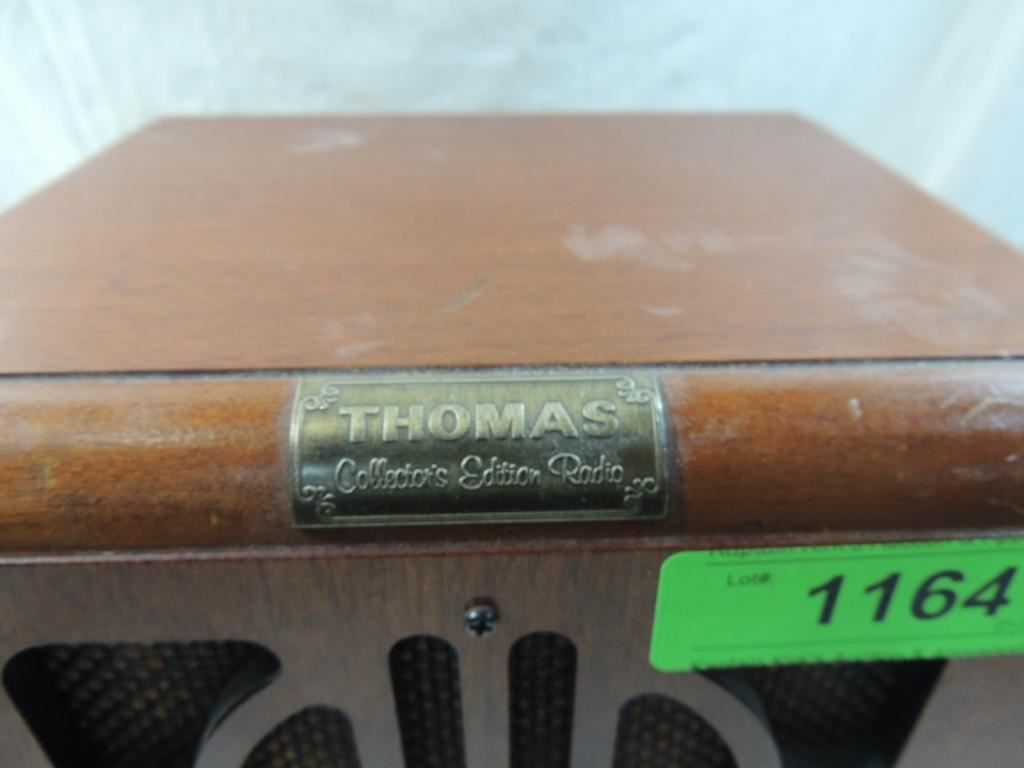 THOMAS
Collector's Edition Radio
Lot#:
1164